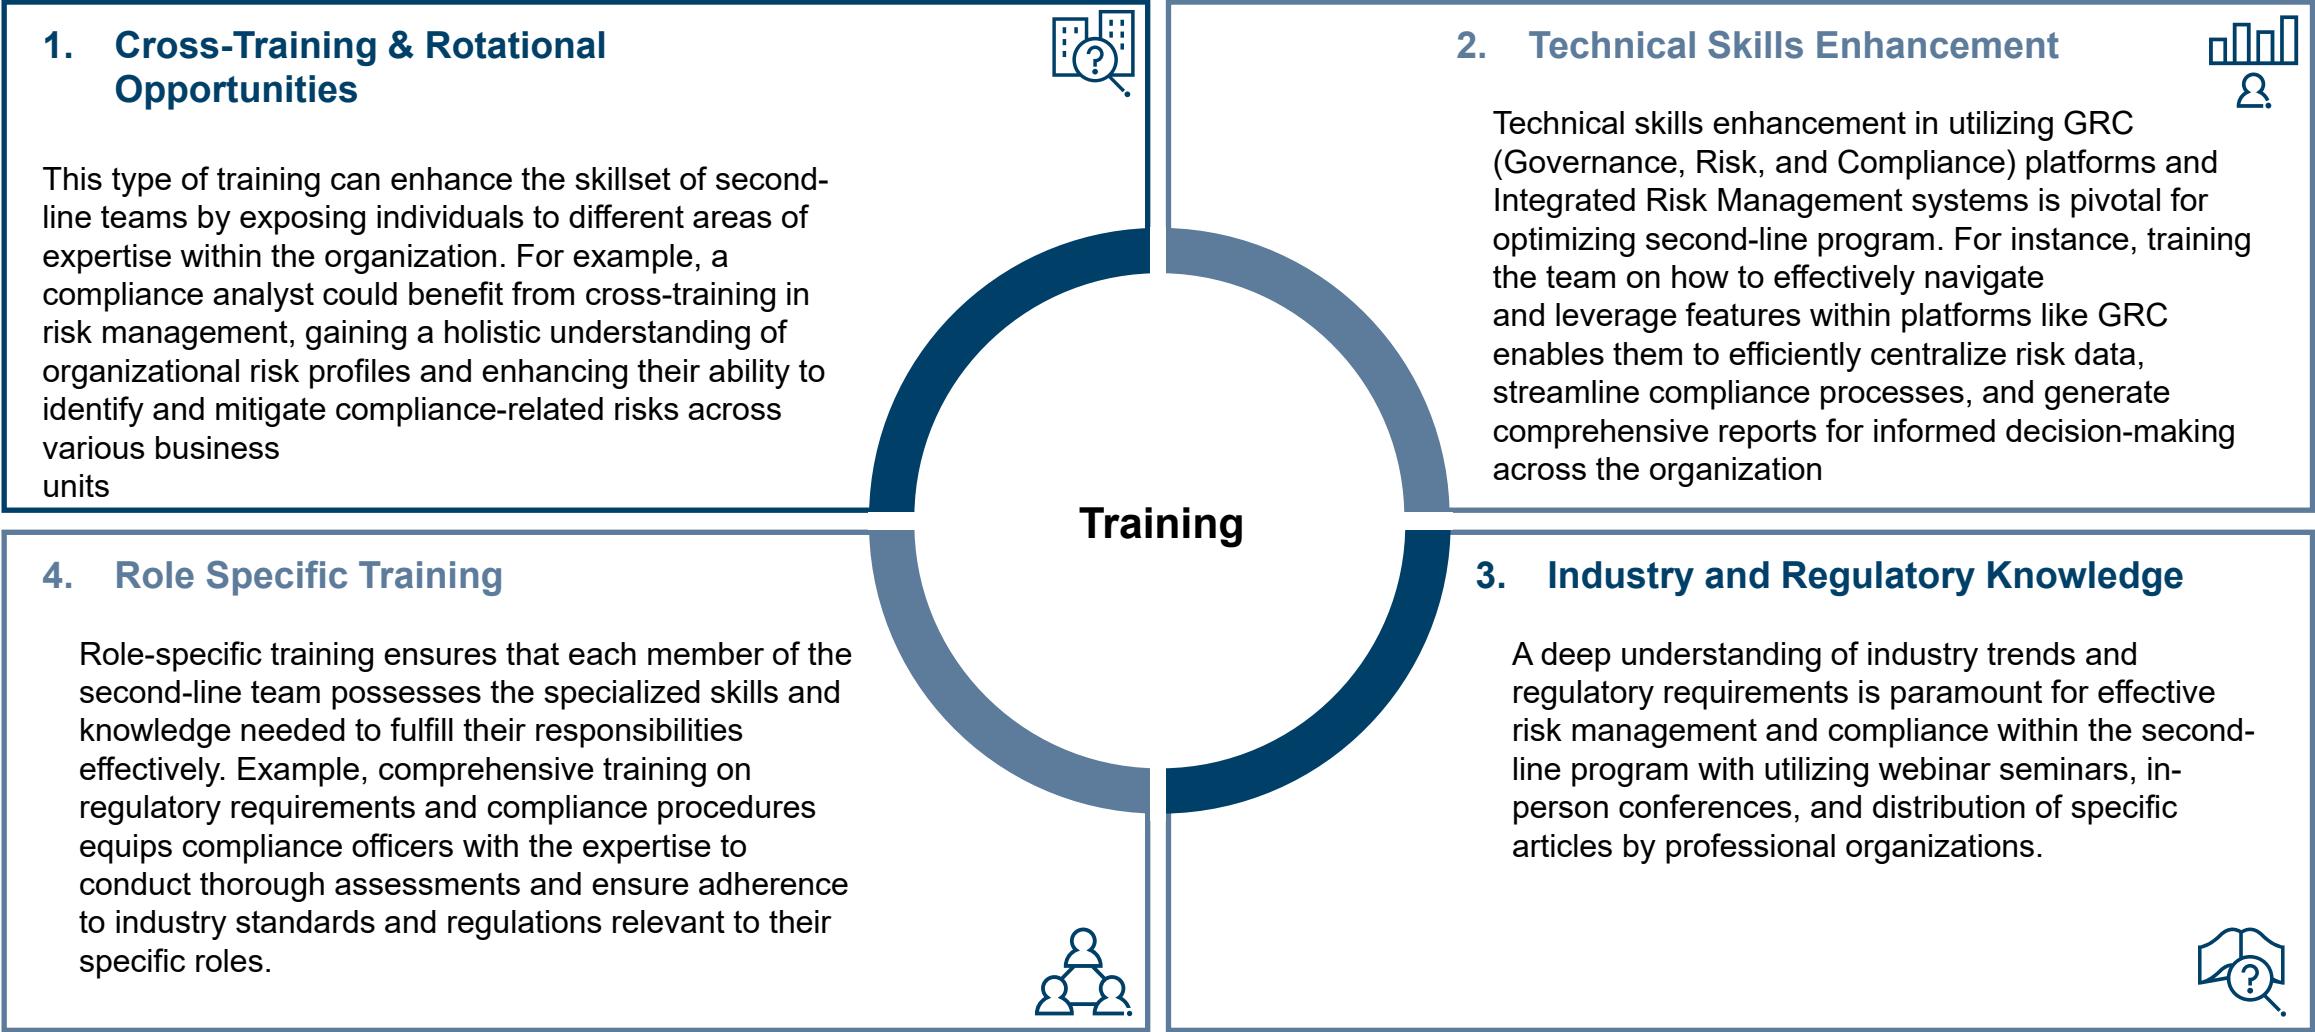 1. Cross-Training & Rotational
Opportunities
This type of training can enhance the skillset of second-
line teams by exposing individuals to different areas of
expertise within the organization. For example, a
compliance analyst could benefit from cross-training in
risk management, gaining a holistic understanding of
organizational risk profiles and enhancing their ability to
identify and mitigate compliance-related risks across
various business
units
2. Technical Skills Enhancement
Technical skills enhancement in utilizing GRC
(Governance, Risk, and Compliance) platforms and
Integrated Risk Management systems is pivotal for
optimizing second-line program. For instance, training
the team on how to effectively navigate
and leverage features within platforms like GRC
enables them to efficiently centralize risk data,
streamline compliance processes, and generate
comprehensive reports for informed decision-making
across the organization
Training
3. Industry and Regulatory Knowledge
A deep understanding of industry trends and
regulatory requirements is paramount for effective
risk management and compliance within the second-
line program with utilizing webinar seminars, in-
person conferences, and distribution of specific
articles by professional organizations.
4. Role Specific Training
Role-specific training ensures that each member of the
second-line team possesses the specialized skills and
knowledge needed to fulfill their responsibilities
effectively. Example, comprehensive training on
regulatory requirements and compliance procedures
equips compliance officers with the expertise to
conduct thorough assessments and ensure adherence
to industry standards and regulations relevant to their
specific roles.